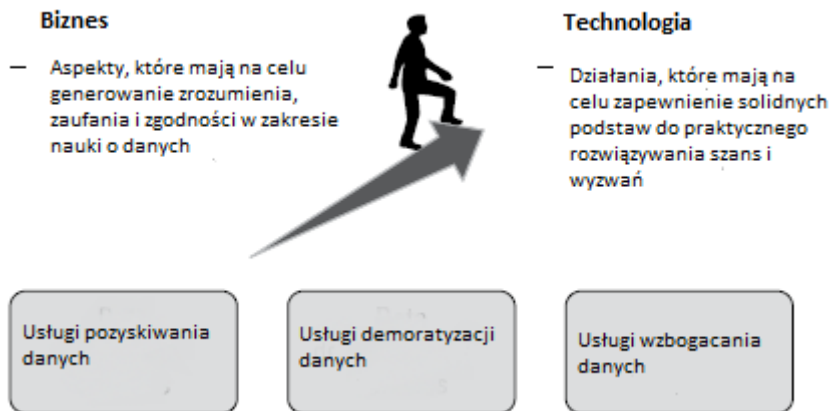 Biznes
— Aspekty, które mają na celu
generowanie zrozumienia,
zaufania i zgodności w zakresie
nauki o danych
Technologia
— Działania, które mają na
celu zapewnienie solidnych
podstaw do praktycznego
rozwiązywania szans i
wyzwań
Usługi pozyskiwania
danych
Usługi demoratyzacji
danych
Usługi wzbogacania
danych